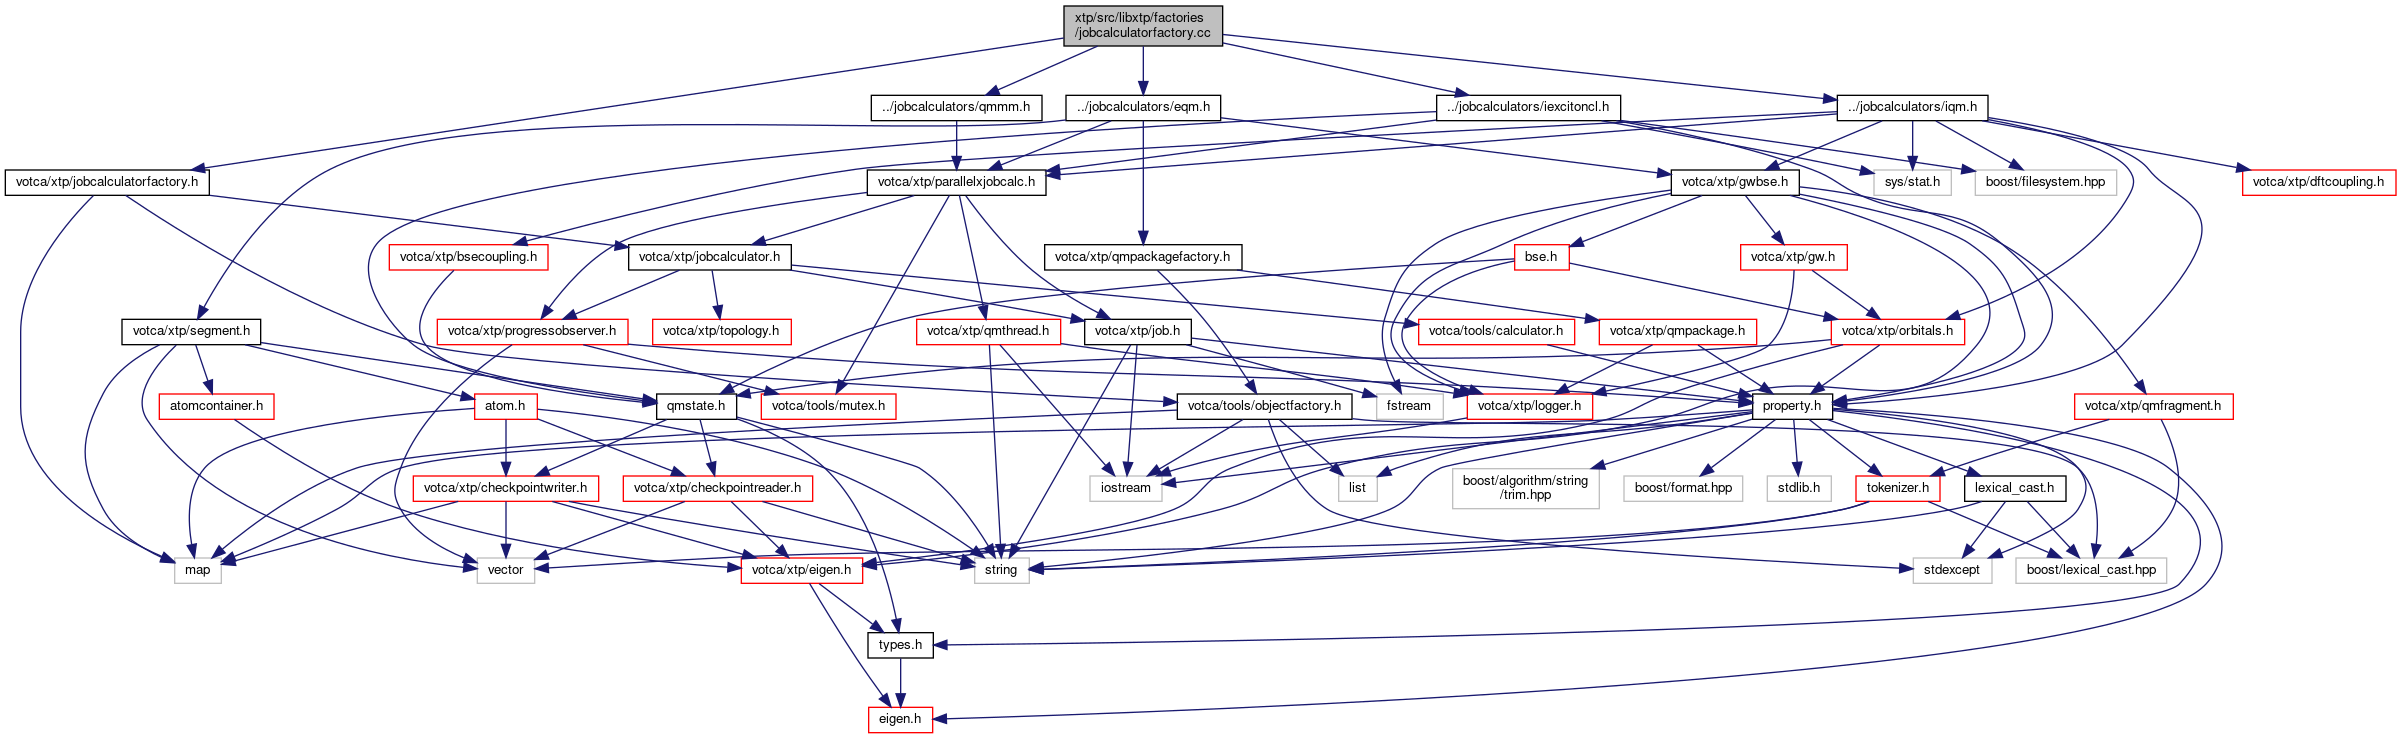 xtp/src/libxtp/factories
/jobcalculatorfactory.cc
../jobcalculators/qmmm.h
../jobcalculators/eqm.h
../jobcalculators/iexcitoncl.h
../jobcalculators/iqm.h
votca/xtp/jobcalculatorfactory.h
votca/xtp/parallelxjobcalc.h
votca/xtp/gwbse.h
sys/stat.h
boost/filesystem.hpp
votca/xtp/dftcoupling.h
votca/xtp/bsecoupling.h
votca/xtp/jobcalculator.h
votca/xtp/qmpackagefactory.h
bse.h
votca/xtp/gw.h
votca/xtp/segment.h
votca/xtp/progressobserver.h
votca/xtp/topology.h
votca/xtp/qmthread.h
votca/xtp/job.h
votca/tools/calculator.h
votca/xtp/qmpackage.h
votca/xtp/orbitals.h
atomcontainer.h
atom.h
qmstate.h
votca/tools/mutex.h
votca/tools/objectfactory.h
fstream
votca/xtp/logger.h
property.h
votca/xtp/qmfragment.h
votca/xtp/checkpointwriter.h
votca/xtp/checkpointreader.h
iostream
list
boost/algorithm/string
/trim.hpp
boost/format.hpp
stdlib.h
tokenizer.h
lexical_cast.h
map
vector
votca/xtp/eigen.h
string
stdexcept
boost/lexical_cast.hpp
types.h
eigen.h